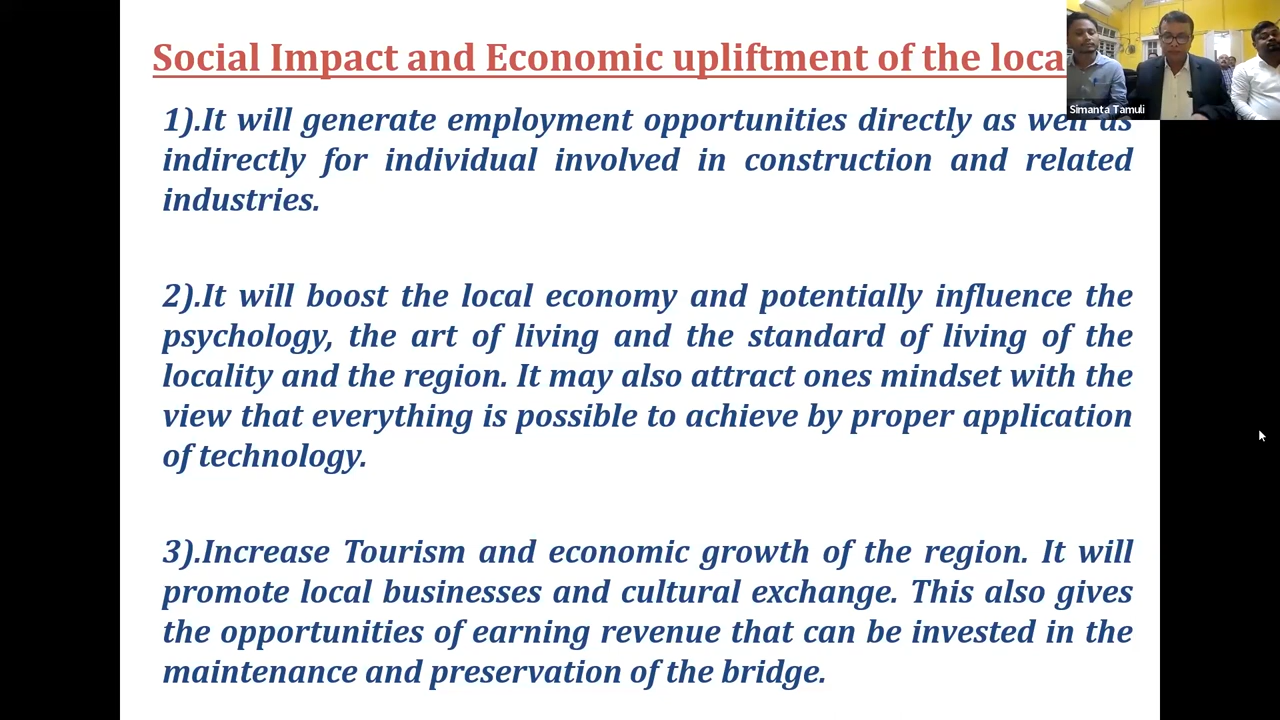 Social Impact and Economic upliftment of the
Simanta Tamuli
1).It will generate employment opportunities directly as well as
indirectly for individual involved in construction and related
industries.
2).It will boost the local economy and potentially influence the
psychology, the art of living and the standard of living of the
locality and the region. It may also attract ones mindset with the
view that everything is possible to achieve by proper application
of technology.
3).Increase Tourism and economic growth of the region. It will
promote local businesses and cultural exchange. This also gives
the opportunities of earning revenue that can be invested in the
maintenance and preservation of the bridge.